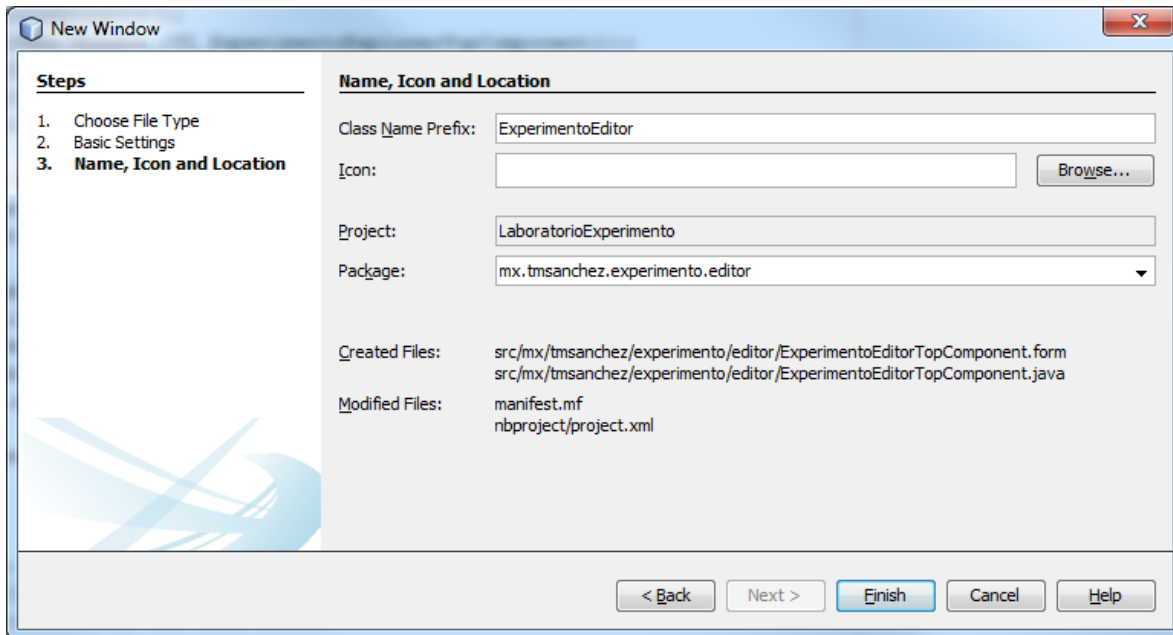 New Window
Steps
1. Choose File Type
2. Basic Settings
3. Name, Icon and Location
Name, Icon and Location
Class Name Prefix: ExperimentoEditor
Icon: Browse...
Project: LaboratorioExperimento
Package: mx.tmsanchez.experimento.editor
Created Files: src/mx/tmsanchez/experimento/editor/ExperimentoEditorTopComponent.form
src/mx/tmsanchez/experimento/editor/ExperimentoEditorTopComponent.java
Modified Files: manifest.mf
nbproject/project.xml
< Back Next > Finish Cancel Help